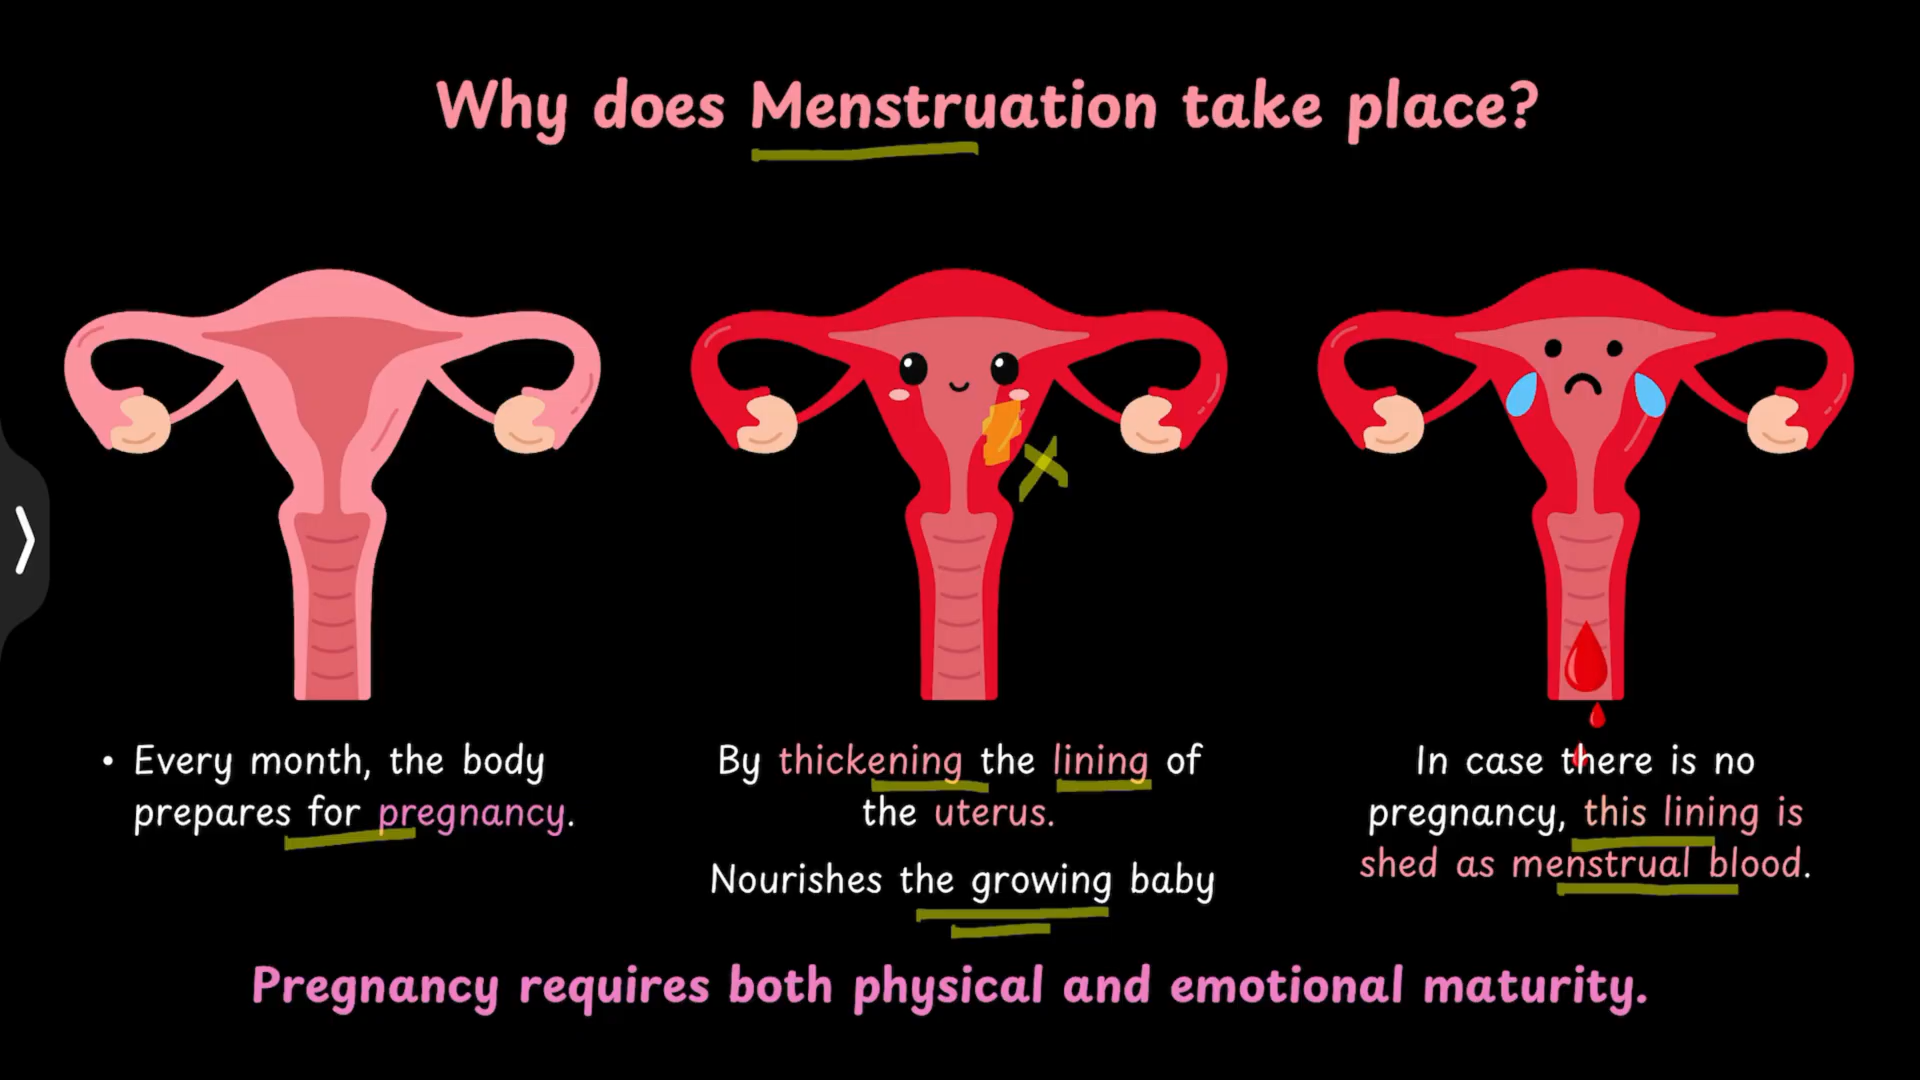 Why does Menstruation take place?
• Every month, the body
prepares for pregnancy.
By thickening the lining of
the uterus.
Nourishes the growing baby
In case there is no
pregnancy, this lining is
shed as menstrual blood.
Pregnancy requires both physical and emotional maturity.